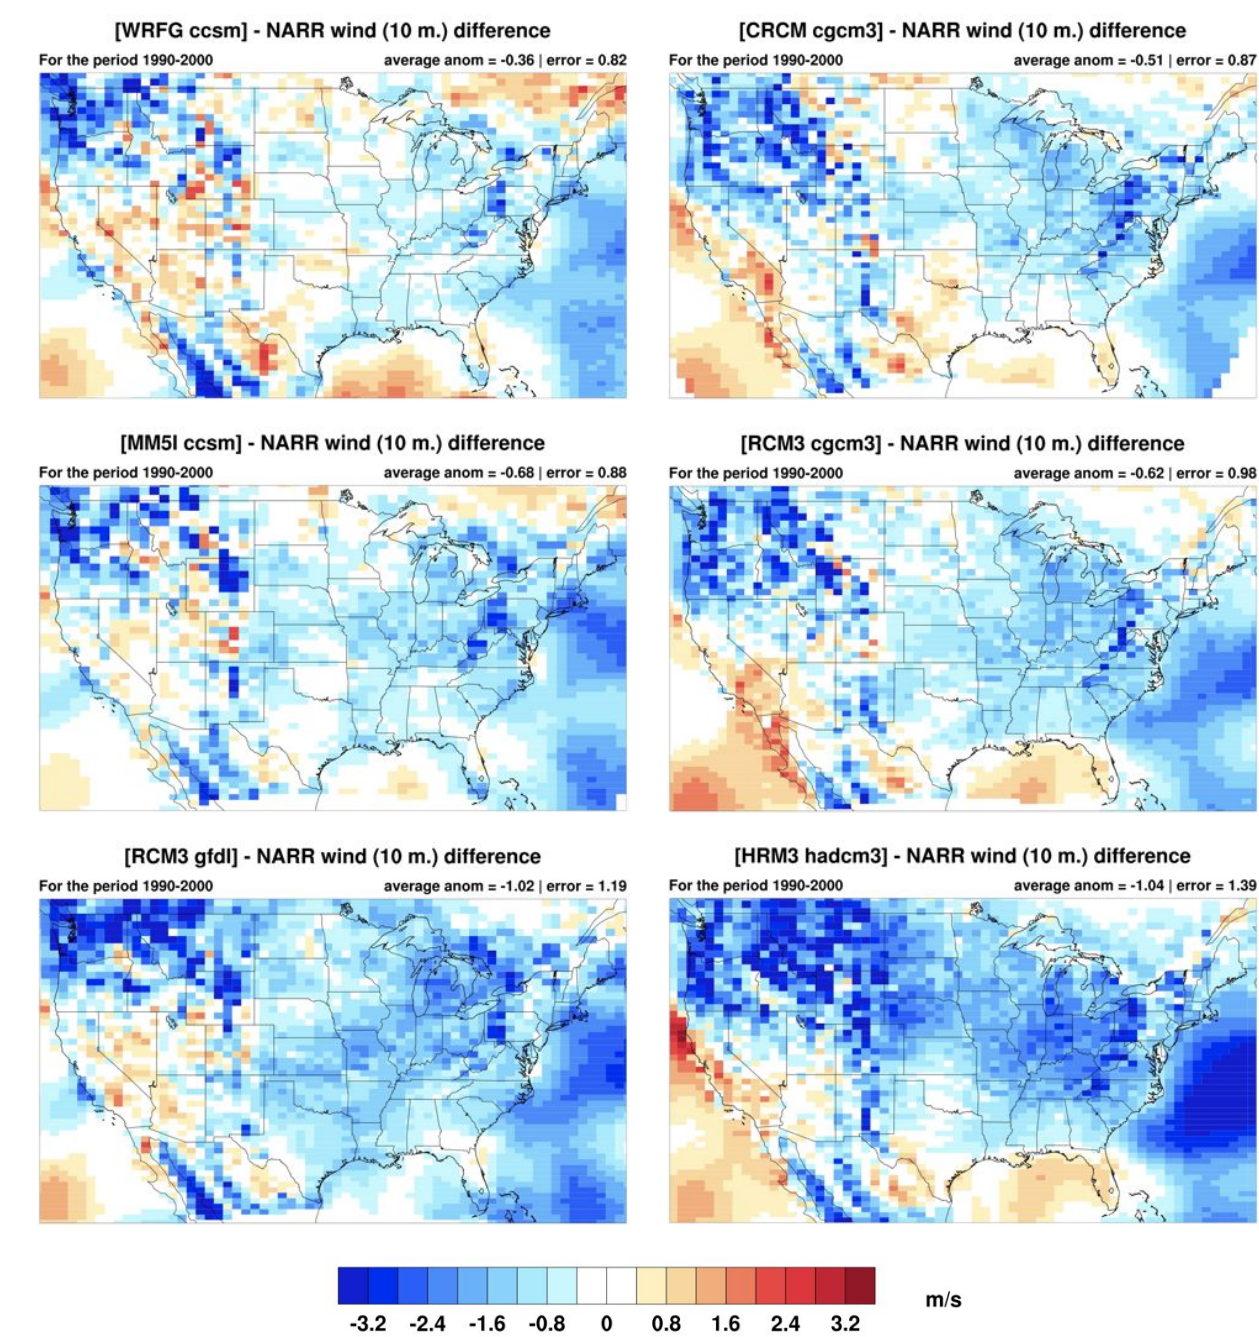 [WRFG ccsm] - NARR wind (10 m.) difference
For the period 1990-2000 average anom = -0.36 | error = 0.82
[CRCM cgcm3] - NARR wind (10 m.) difference
For the period 1990-2000 average anom = -0.51 | error = 0.87
[MM5I ccsm] - NARR wind (10 m.) difference
For the period 1990-2000 average anom = -0.68 | error = 0.88
[RCM3 cgcm3] - NARR wind (10 m.) difference
For the period 1990-2000 average anom = -0.62 | error = 0.98
[RCM3 gfdl] - NARR wind (10 m.) difference
For the period 1990-2000 average anom = -1.02 | error = 1.19
[HRM3 hadcm3] - NARR wind (10 m.) difference
For the period 1990-2000 average anom = -1.04 | error = 1.39
-3.2 -2.4 -1.6 -0.8 0 0.8 1.6 2.4 3.2 m/s